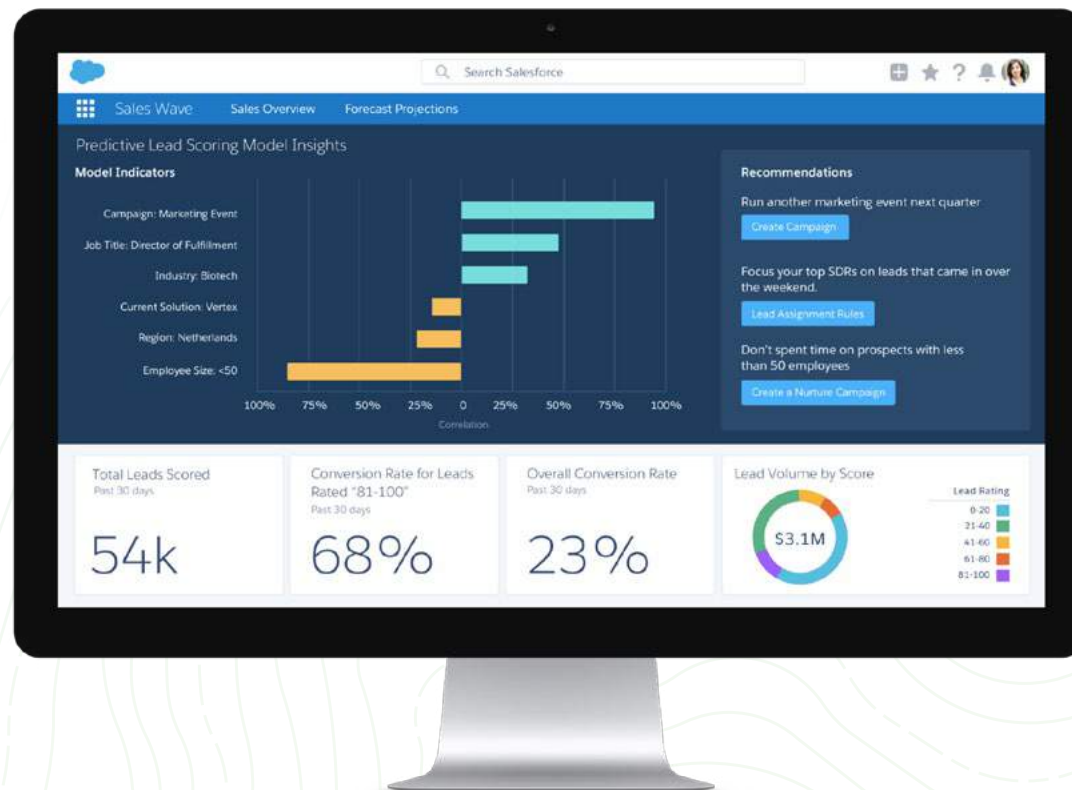 Search Salesforce
Sales Wave
Sales Overview
Forecast Projections
Predictive Lead Scoring Model Insights
Model Indicators
Campaign: Marketing Event
Job Title: Director of Fulfillment
Industry: Biotech
Current Solution: Vertex
Region: Netherlands
Employee Size: <50
100% 75% 50% 25% 0 25% 50% 75% 100%
Correlation
Recommendations
Run another marketing event next quarter
Create Campaign
Focus your top SDRs on leads that came in over
the weekend.
Lead Assignment Rules
Don't spent time on prospects with less
than 50 employees
Create a Nurture Campaign
Total Leads Scored
Past 30 days
54k
Conversion Rate for Leads
Rated "81-100"
Past 30 days
68%
Overall Conversion Rate
Past 30 days
23%
Lead Volume by Score
$3.1M
Lead Rating
0-20
21-40
41-60
61-80
81-100